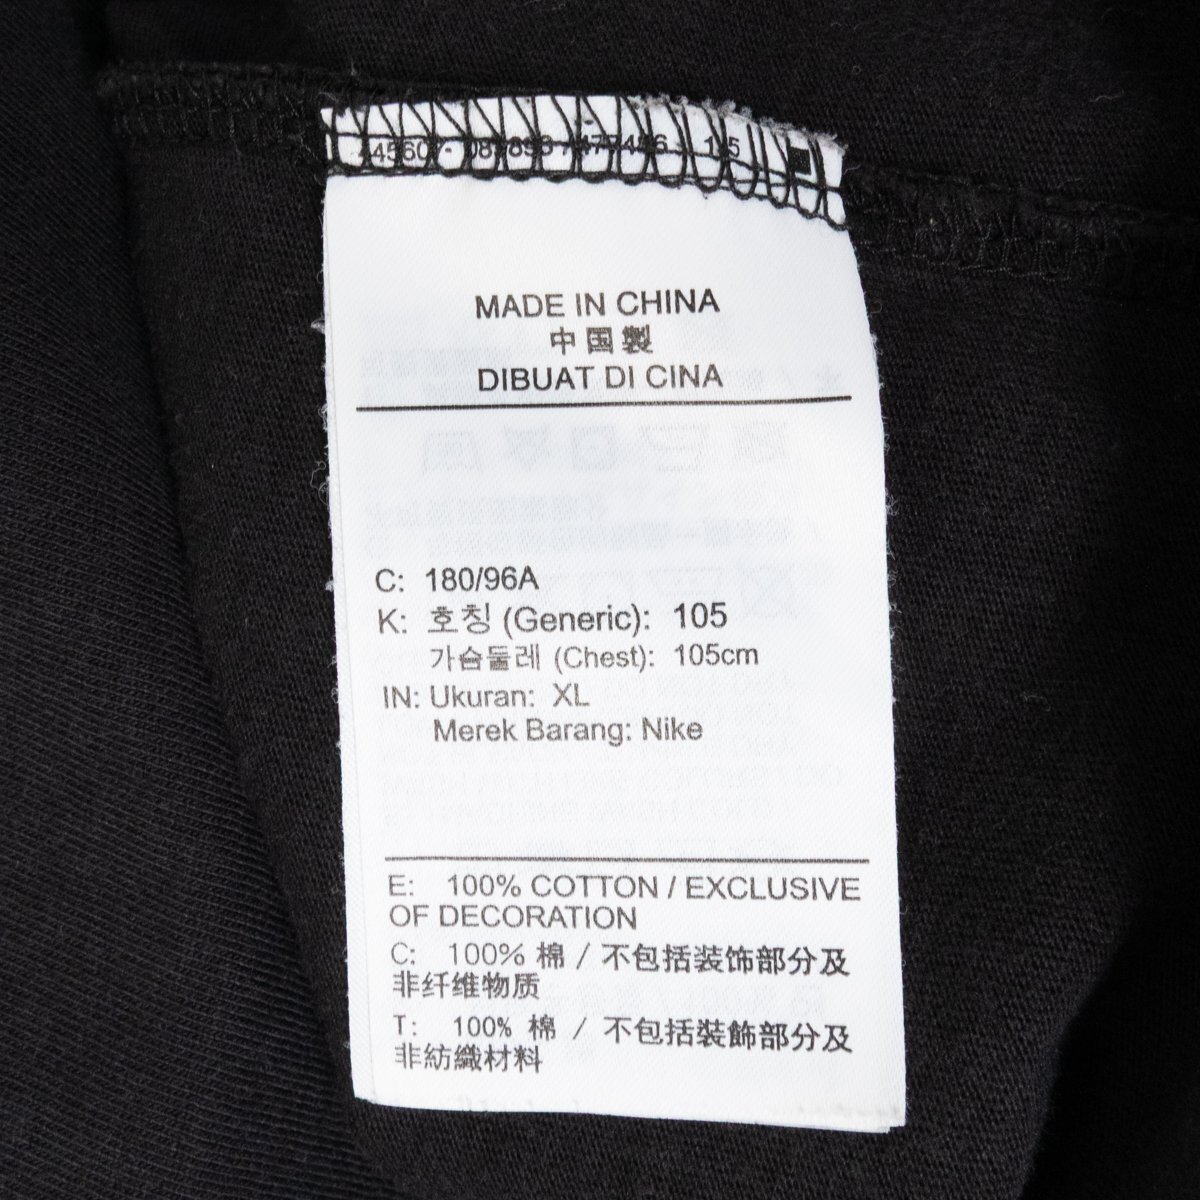 MADE IN CHINA
中国製
DIBUAT DI CINA
C: 180/96A
K: 호칭 (Generic): 105
가슴둘레 (Chest): 105cm
IN: Ukuran: XL
Merek Barang: Nike
E: 100% COTTON / EXCLUSIVE
OF DECORATION
C: 100% 棉 / 不包括装饰部分及
非纤维物质
T: 100% 棉 / 不包括裝飾部分及
非紡織材料